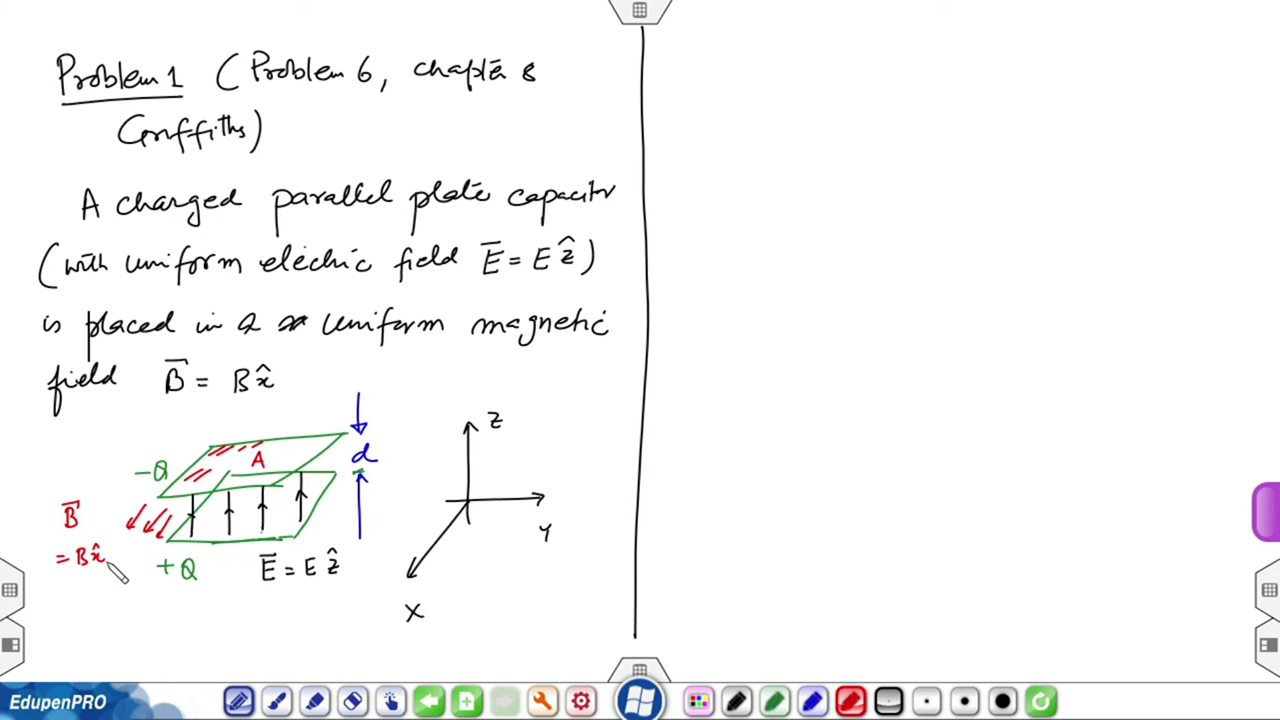 Problem 1 (Problem 6, chapter 8
Griffiths)
A charged parallel plate capacitor
(with uniform electric field E̅ = E ẑ)
is placed in a uniform magnetic
field B̅ = B x̂
-Q
A
d
B̅
= B x̂
+Q
E̅ = E ẑ
Z
Y
X
EdupenPRO